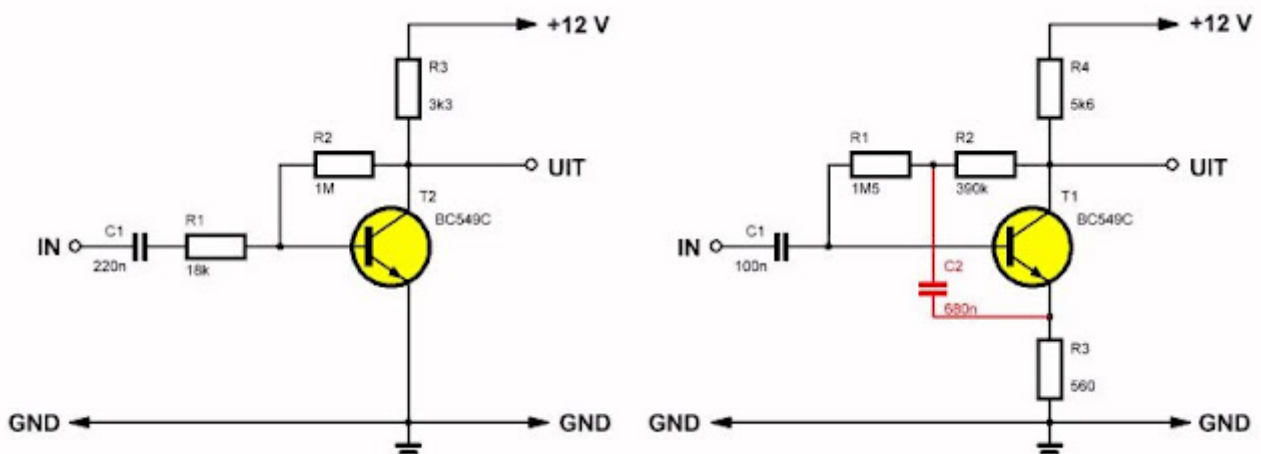 +12 V
R3
3k3
R2
1M
UIT
T2
BC549C
IN
C1
220n
R1
18k
GND
GND
+12 V
R4
5k6
R1
1M5
R2
390k
UIT
T1
BC549C
IN
C1
100n
C2
680n
R3
560
GND
GND